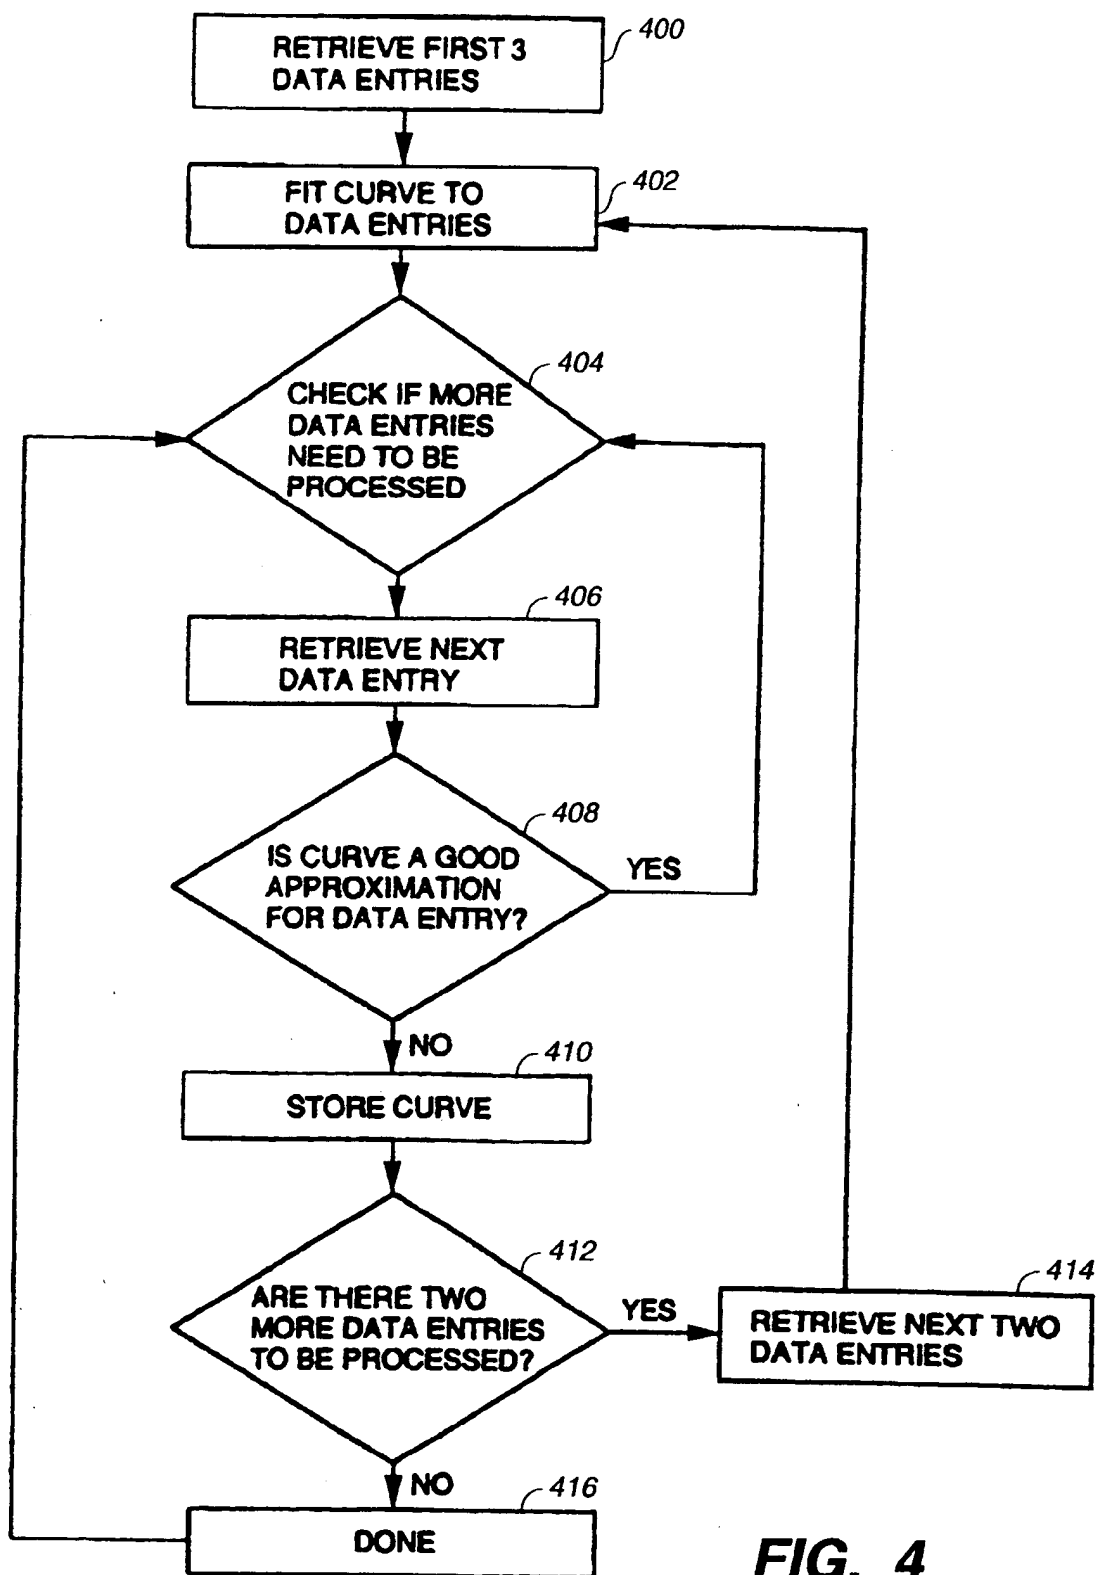 RETRIEVE FIRST 3
DATA ENTRIES
400
FIT CURVE TO
DATA ENTRIES
402
CHECK IF MORE
DATA ENTRIES
NEED TO BE
PROCESSED
404
RETRIEVE NEXT
DATA ENTRY
406
IS CURVE A GOOD
APPROXIMATION
FOR DATA ENTRY?
408
YES
NO
STORE CURVE
410
ARE THERE TWO
MORE DATA ENTRIES
TO BE PROCESSED?
412
YES
RETRIEVE NEXT TWO
DATA ENTRIES
414
NO
DONE
416
FIG. 4